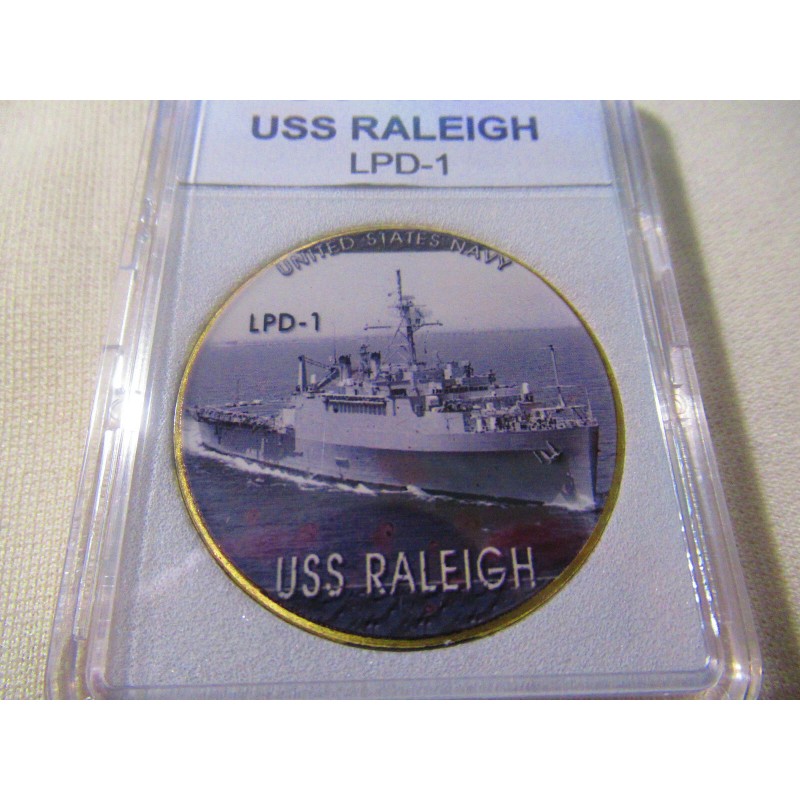 USS RALEIGH
LPD-1
UNITED STATES NAVY
LPD-1
USS RALEIGH